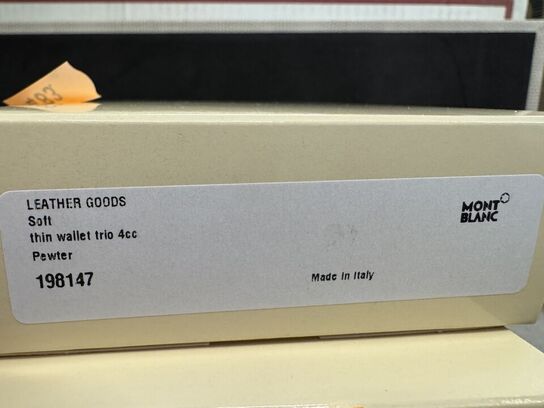 LEATHER GOODS
Soft
thin wallet trio 4cc
Pewter
198147
Made in Italy
MONT
BLANC